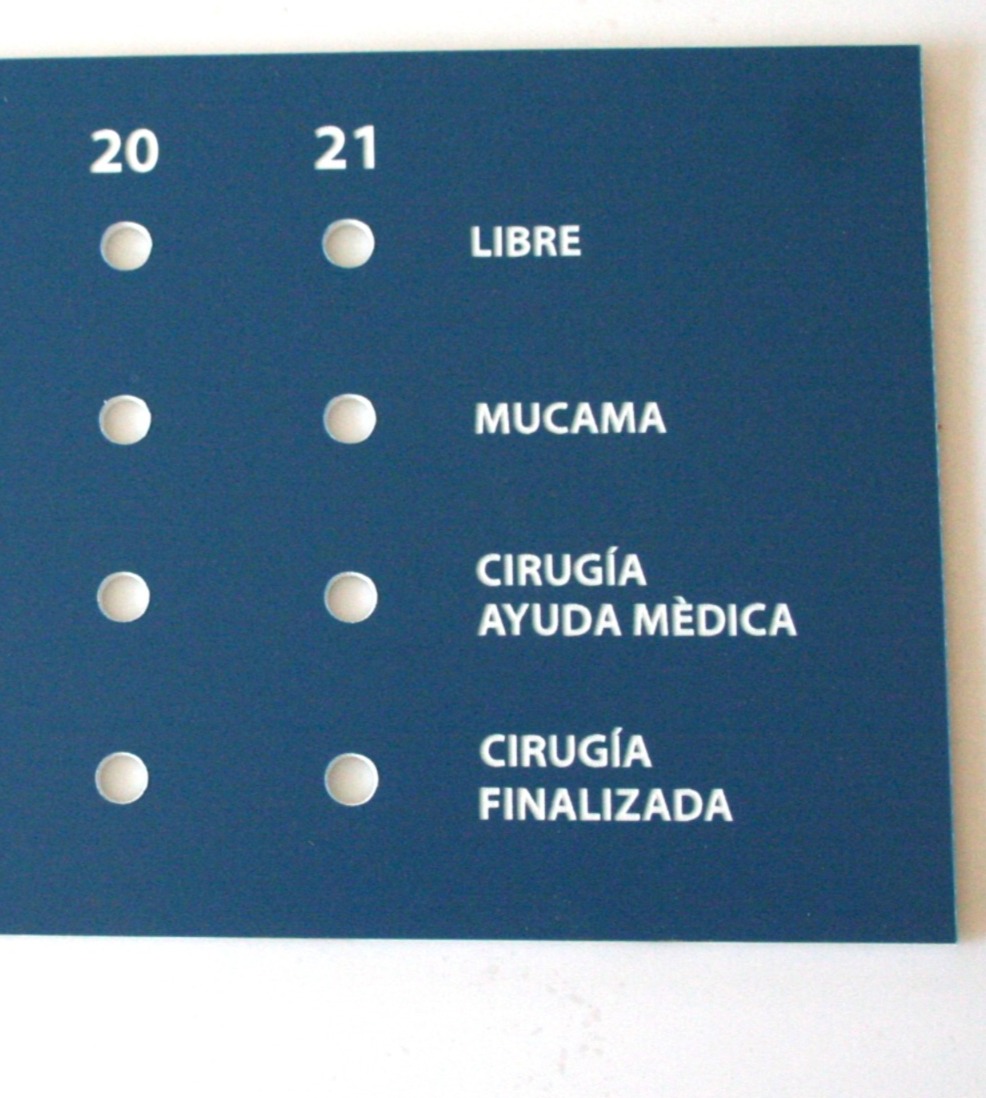 20 21
LIBRE
MUCAMA
CIRUGÍA
AYUDA MÈDICA
CIRUGÍA
FINALIZADA